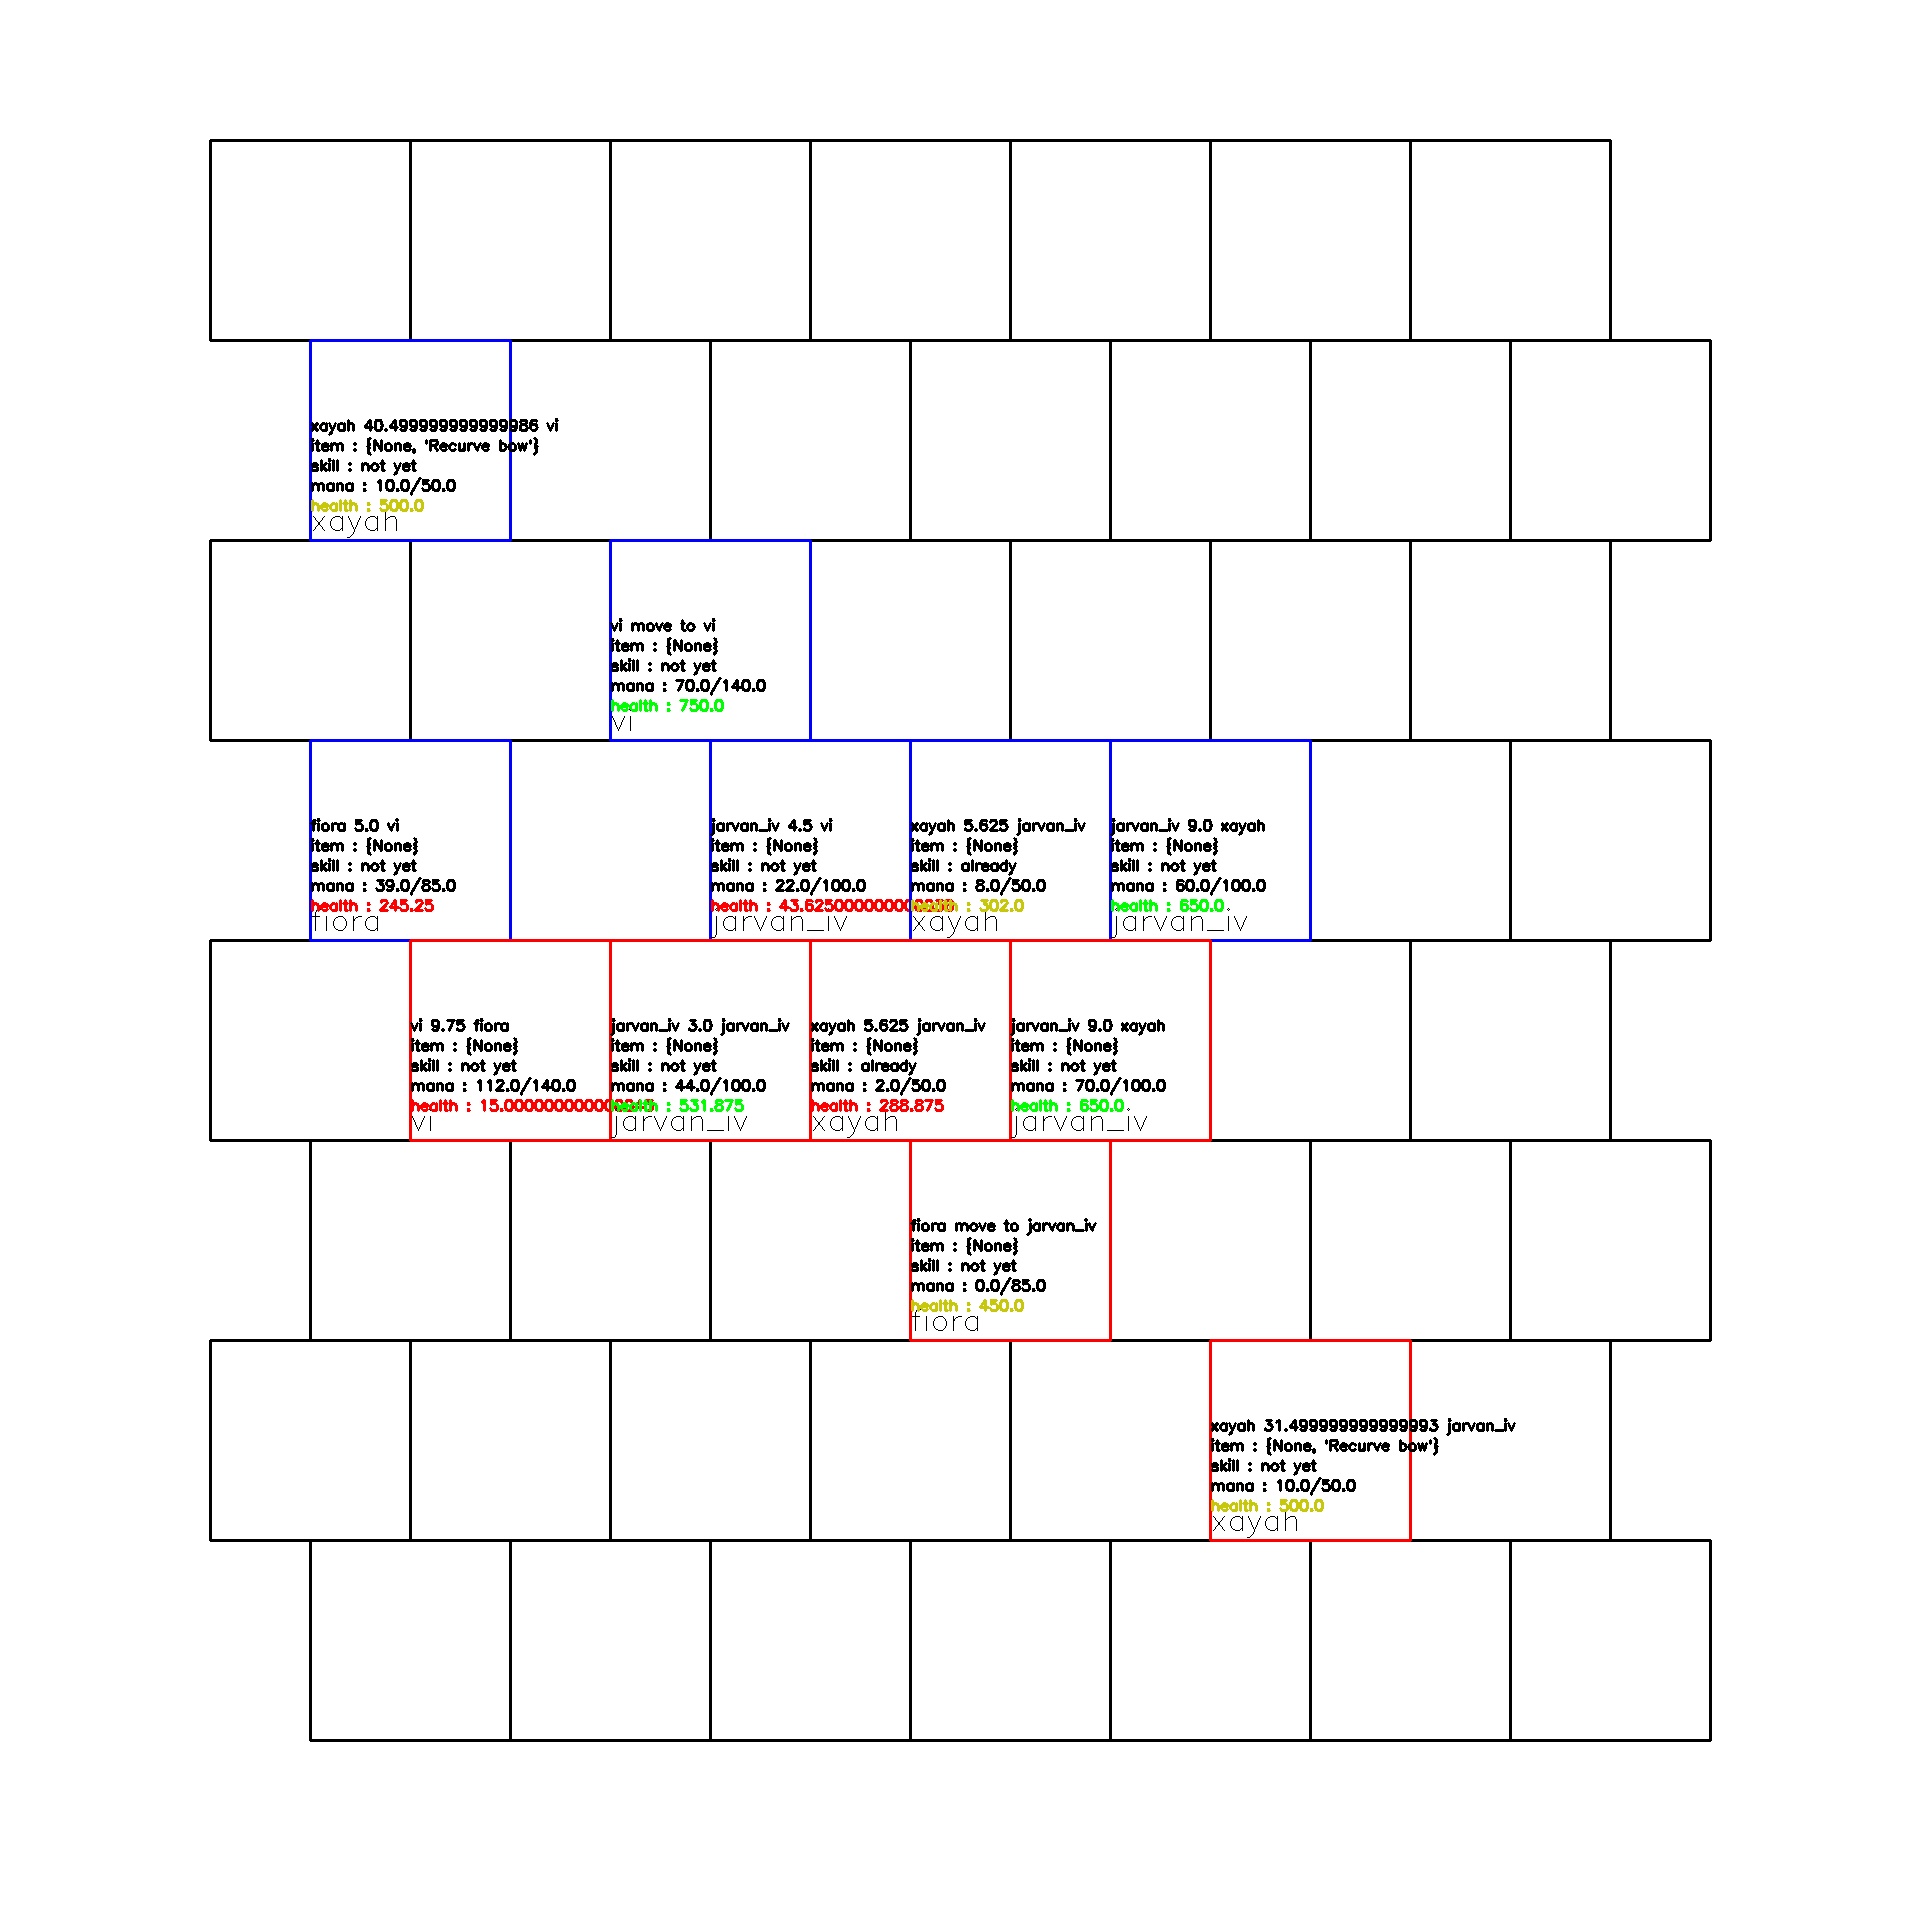 xayah 40.499999999999986 vi
item : {None, 'Recurve bow'}
skill : not yet
mana : 10.0/50.0
health : 500.0
xayah
vi move to vi
item : {None}
skill : not yet
mana : 70.0/140.0
health : 750.0
vi
fiora 5.0 vi
item : {None}
skill : not yet
mana : 39.0/85.0
health : 245.25
fiora
jarvan_iv 4.5 vi
item : {None}
skill : not yet
mana : 22.0/100.0
health :
jarvan_iv
xayah 5.625 jarvan_iv
item : {None}
skill : already
mana : 8.0/50.0
health : 302.0
xayah
jarvan_iv 9.0 xayah
item : {None}
skill : not yet
mana : 60.0/100.0
health : 650.0
jarvan_iv
vi 9.75 fiora
item : {None}
skill : not yet
mana : 112.0/140.0
health :
vi
jarvan_iv 3.0 jarvan_iv
item : {None}
skill : not yet
mana : 44.0/100.0
health : 531.875
jarvan_iv
xayah 5.625 jarvan_iv
item : {None}
skill : already
mana : 2.0/50.0
health : 288.875
xayah
jarvan_iv 9.0 xayah
item : {None}
skill : not yet
mana : 70.0/100.0
health : 650.0
jarvan_iv
fiora move to jarvan_iv
item : {None}
skill : not yet
mana : 0.0/85.0
health : 450.0
fiora
xayah 31.499999999999993 jarvan_iv
item : {None, 'Recurve bow'}
skill : not yet
mana : 10.0/50.0
health : 500.0
xayah